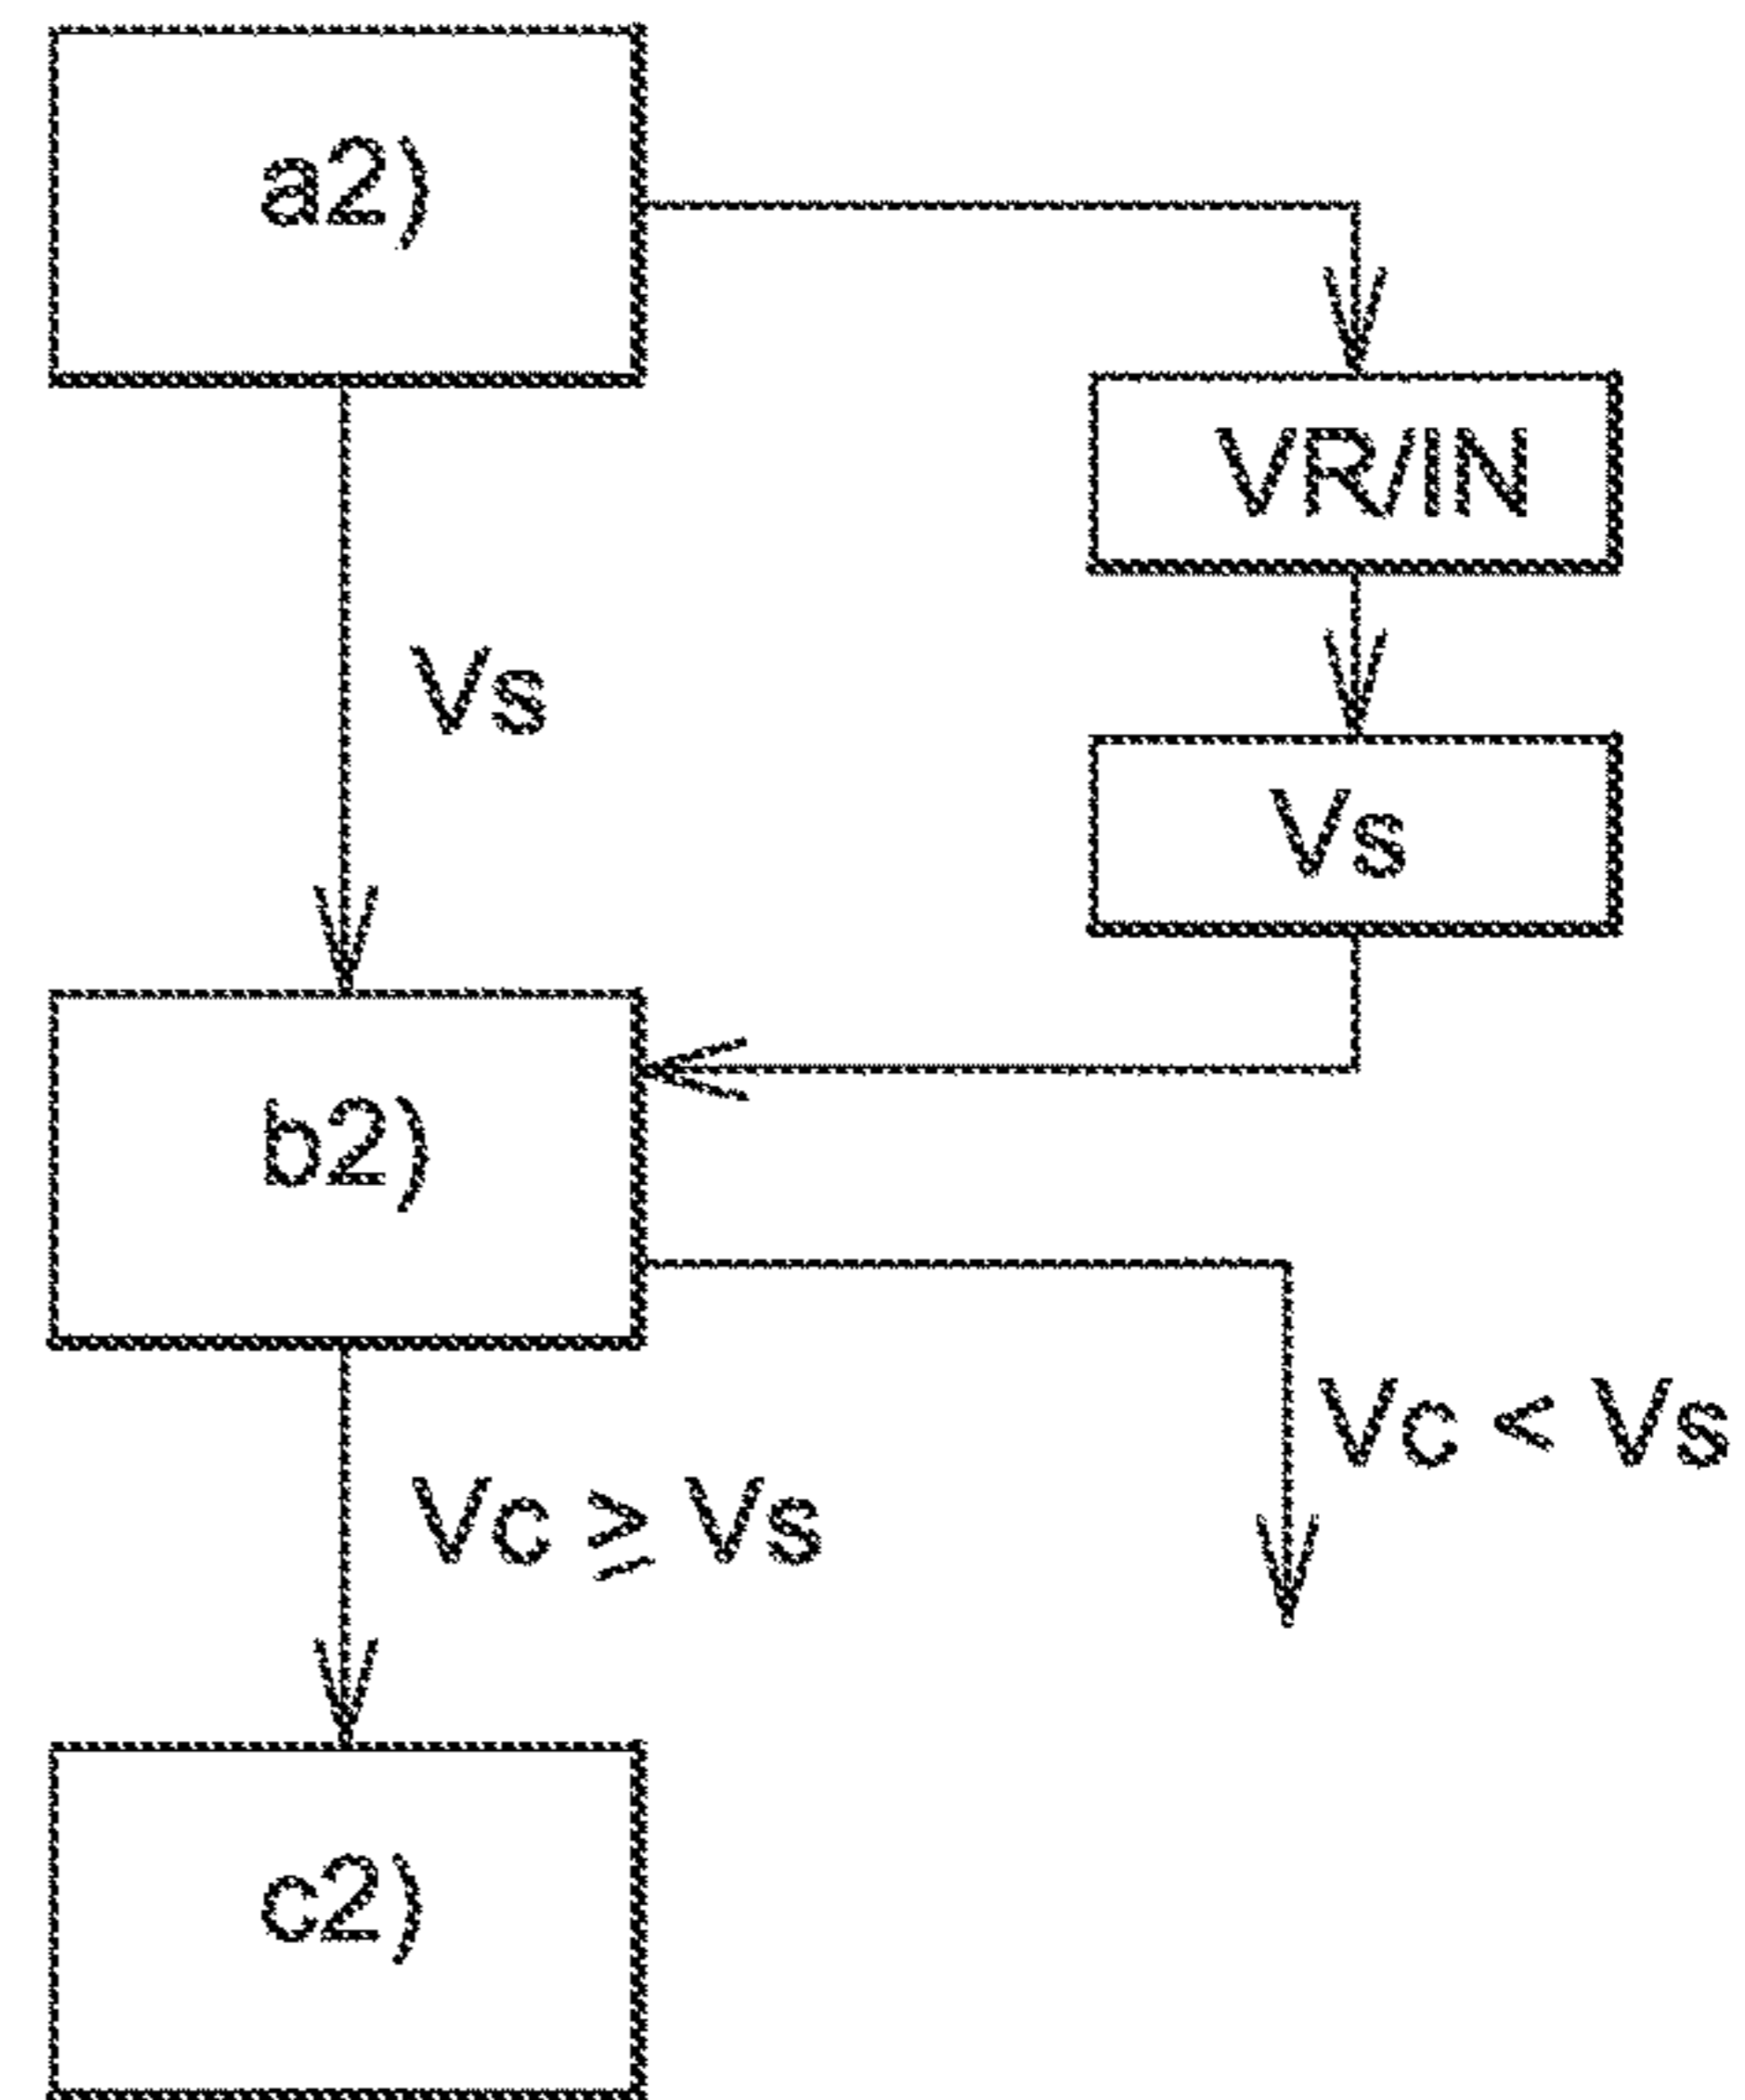 a2)
VR/IN
Vs
Vs
b2)
Vc < Vs
Vc ≥ Vs
c2)